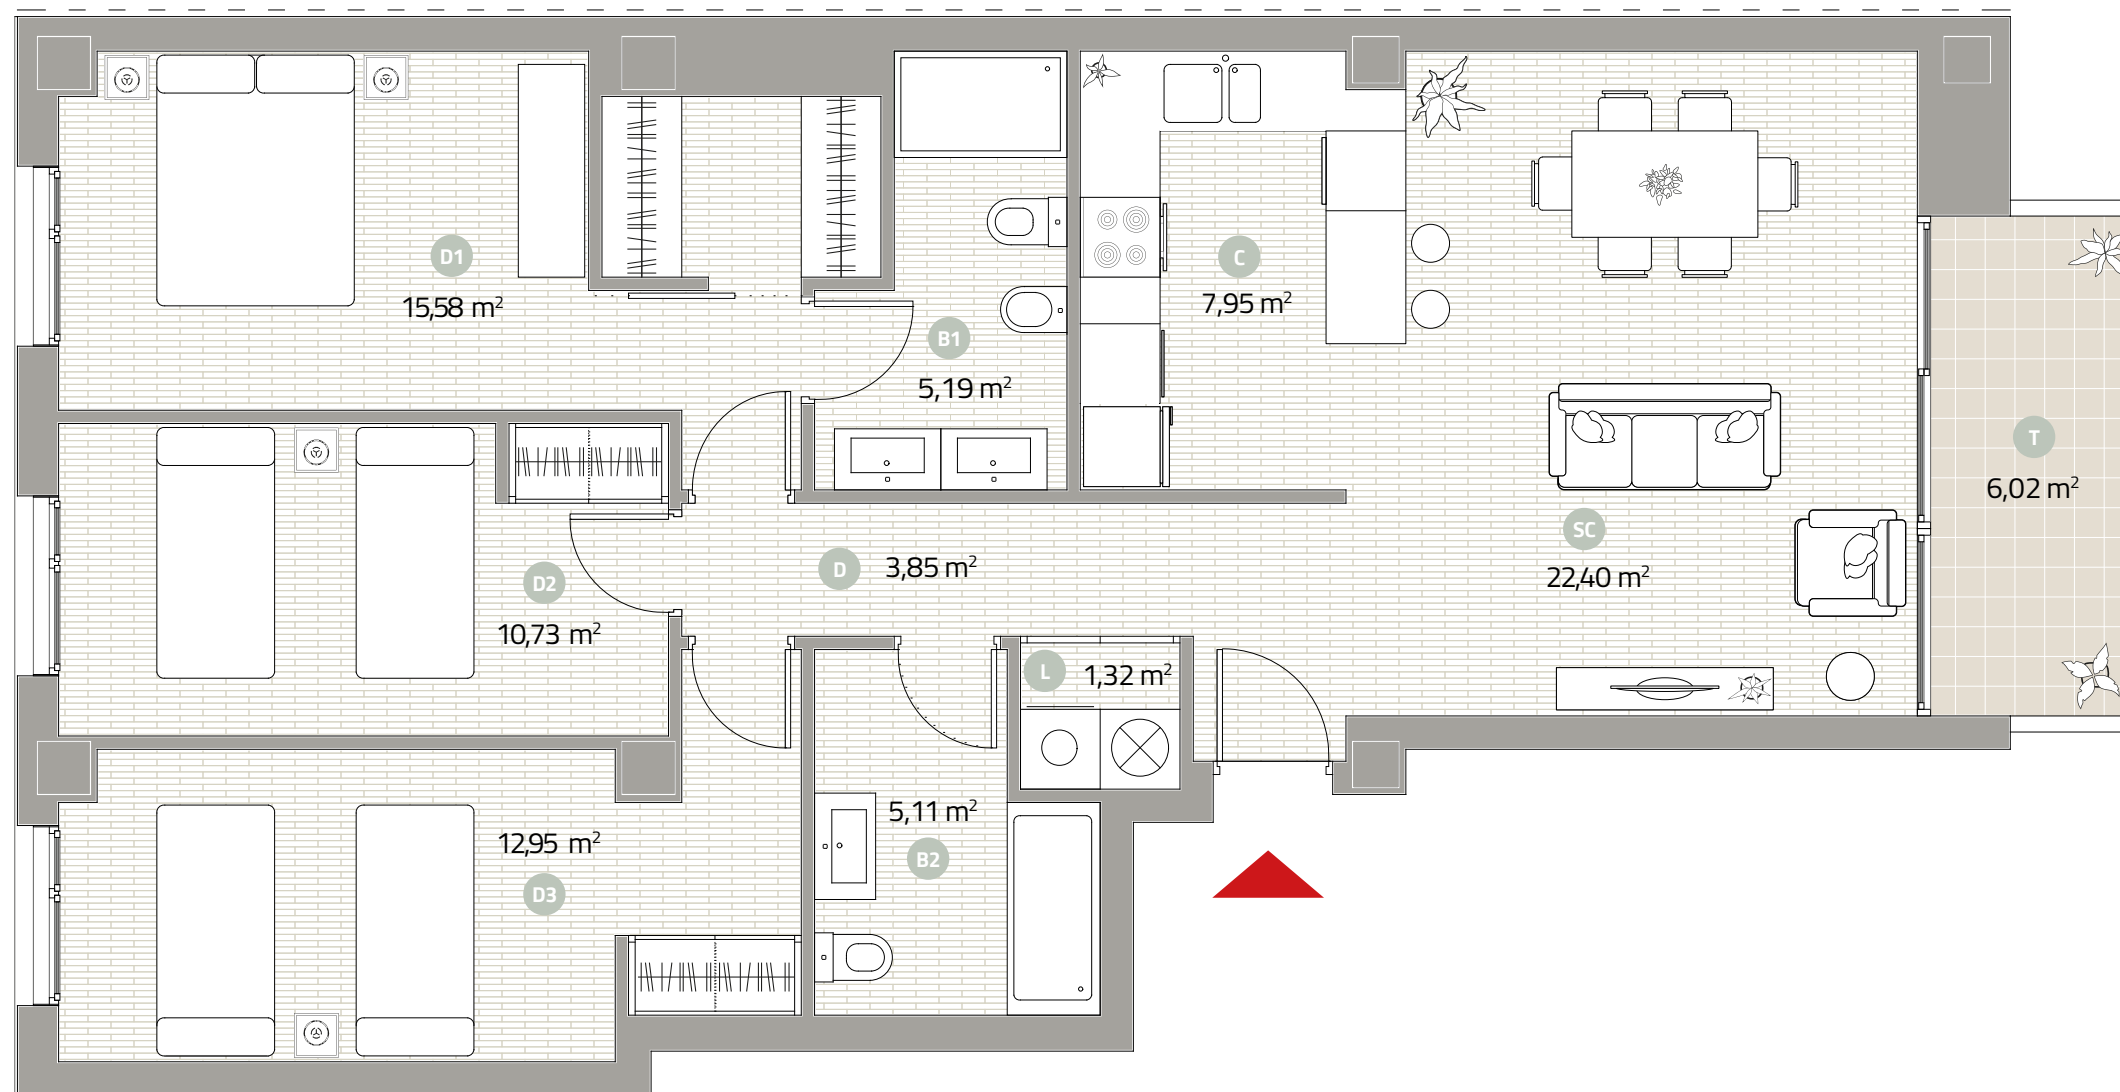 D1
15,58 m²
B1
5,19 m²
C
7,95 m²
T
6,02 m²
SC
22,40 m²
D
3,85 m²
D2
10,73 m²
L
1,32 m²
5,11 m²
B2
12,95 m²
D3